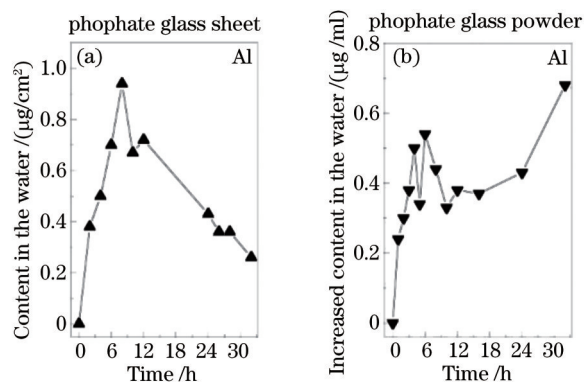 phophate glass sheet
(a)
Al
Content in the water /(μg/cm²)
1.0
0.8
0.6
0.4
0.2
0
0 6 12 18 24 30
Time /h
phophate glass powder
(b)
Al
Increased content in the water /(μg /ml)
0.8
0.6
0.4
0.2
0
0 6 12 18 24 30
Time /h